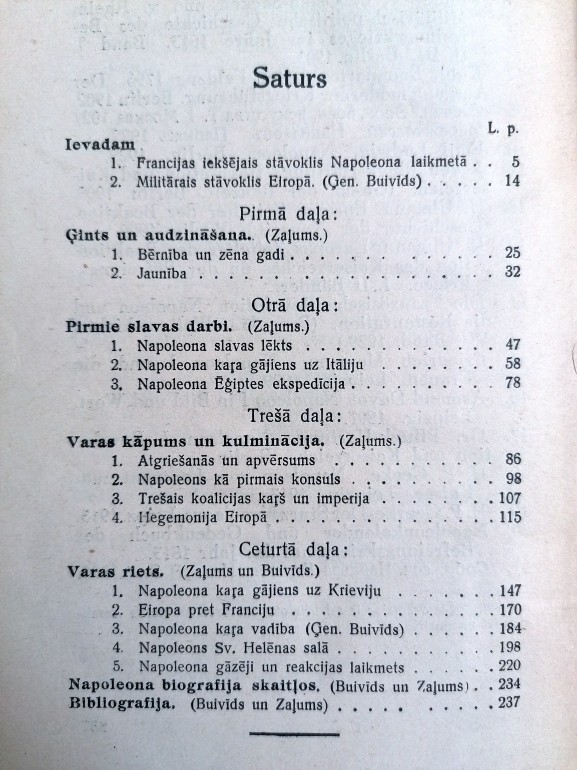 Saturs
L. p.
Ievadam
1. Francijas iekšējais stāvoklis Napoleona laikmetā . . 5
2. Militārais stāvoklis Eiropā. (Ģen. Buivīds) . . . . . 14
Pirmā daļa:
Ģints un audzināšana. (Zaļums.)
1. Bērnība un zēna gadi . . . . . . . . . . . 25
2. Jaunība . . . . . . . . . . . . . . . . . 32
Otrā daļa:
Pirmie slavas darbi. (Zaļums.)
1. Napoleona slavas lēkts . . . . . . . . . . 47
2. Napoleona kaŗa gājiens uz Itāliju . . . . . . 58
3. Napoleona Ēģiptes ekspedīcija . . . . . . . . 78
Trešā daļa:
Varas kāpums un kulminācija. (Zaļums.)
1. Atgriešanās un apvērsums . . . . . . . . . 86
2. Napoleons kā pirmais konsuls . . . . . . . 98
3. Trešais koalicijas kaŗš un imperija . . . . . . 107
4. Hegemonija Eiropā . . . . . . . . . . . . 115
Ceturtā daļa:
Varas riets. (Zaļums un Buivīds.)
1. Napoleona kaŗa gājiens uz Krieviju . . . . . 147
2. Eiropa pret Franciju . . . . . . . . . . . 170
3. Napoleona kaŗa vadība (Ģen. Buivīds) . . . . . 184
4. Napoleons Sv. Helēnas salā . . . . . . . . 198
5. Napoleona gāzēji un reakcijas laikmets . . . . . 220
Napoleona biografija skaitļos. (Buivīds un Zaļums) . . 234
Bibliografija. (Buivīds un Zaļums) . . . . . . . 237